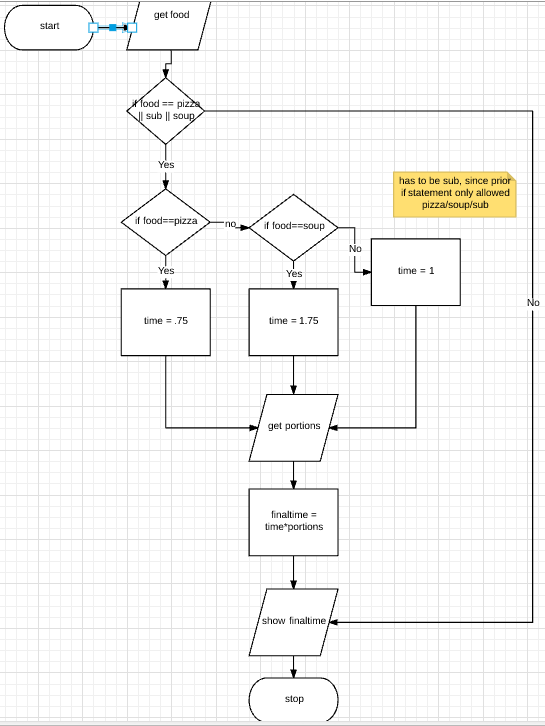 start
get food
if food == pizza
|| sub || soup
Yes
has to be sub, since prior
if statement only allowed
pizza/soup/sub
if food==pizza
no
if food==soup
No
Yes
Yes
time = 1
No
time = .75
time = 1.75
get portions
finaltime =
time*portions
show finaltime
stop